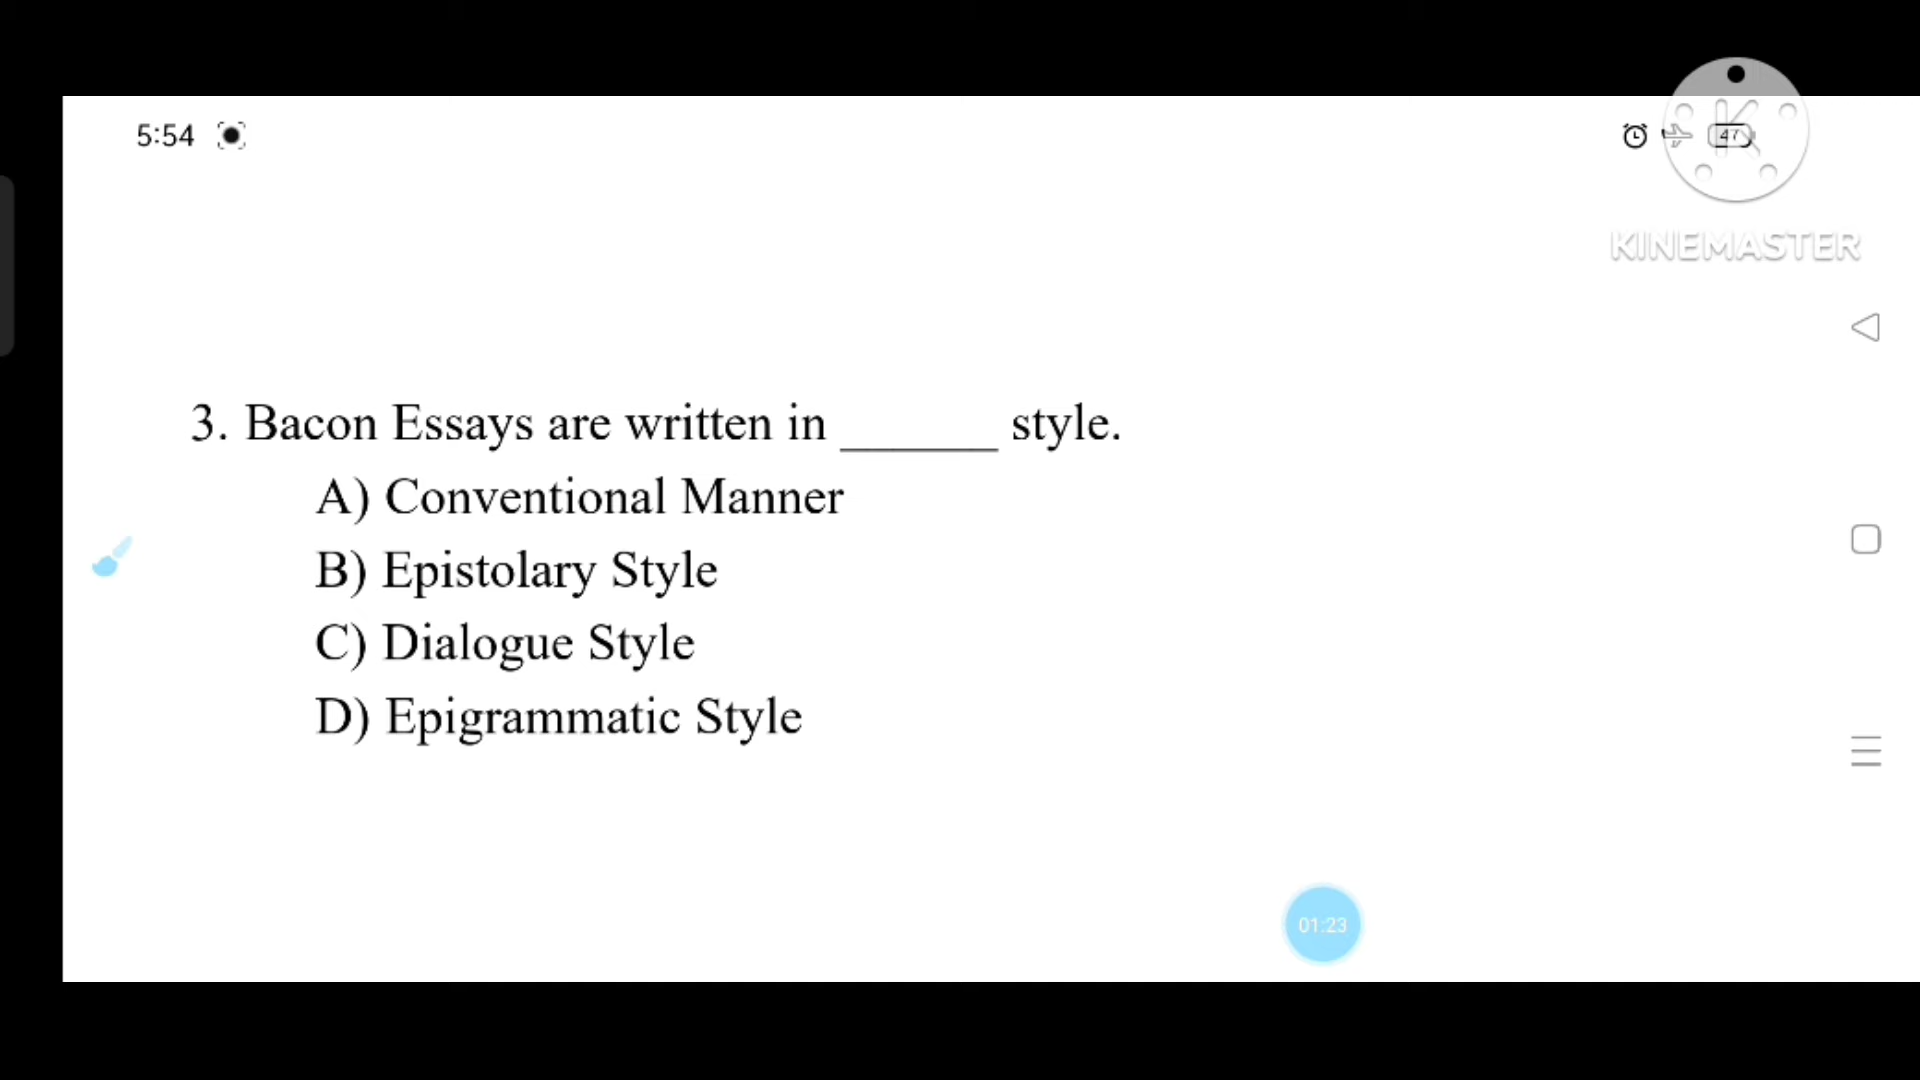 5:54
47
KINEMASTER
3. Bacon Essays are written in ______ style.
A) Conventional Manner
B) Epistolary Style
C) Dialogue Style
D) Epigrammatic Style
01:23